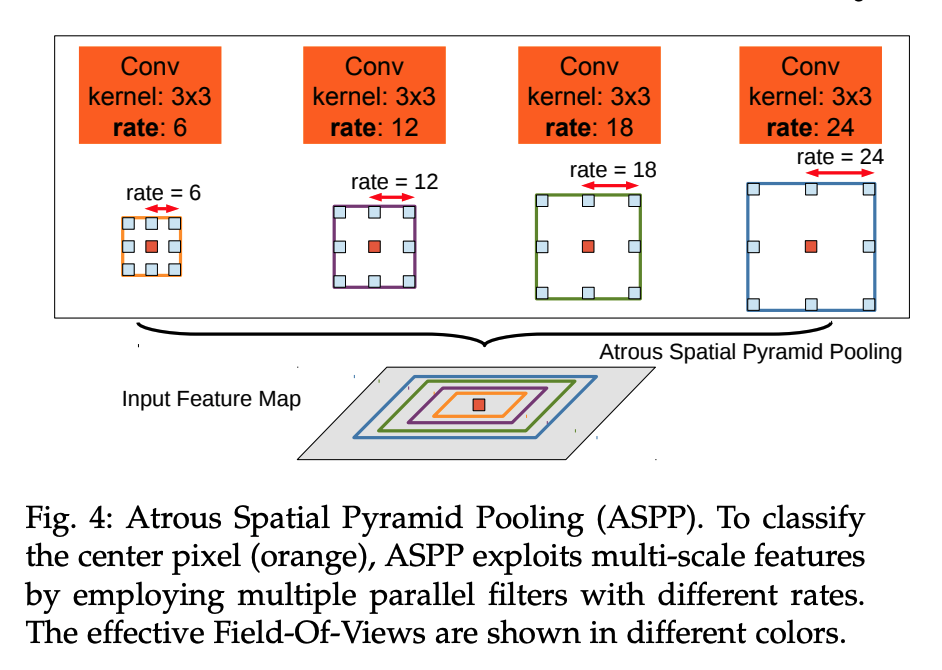 Conv
kernel: 3x3
rate: 6
Conv
kernel: 3x3
rate: 12
Conv
kernel: 3x3
rate: 18
Conv
kernel: 3x3
rate: 24
rate = 6
rate = 12
rate = 18
rate = 24
Atrous Spatial Pyramid Pooling
Input Feature Map
Fig. 4: Atrous Spatial Pyramid Pooling (ASPP). To classify
the center pixel (orange), ASPP exploits multi-scale features
by employing multiple parallel filters with different rates.
The effective Field-Of-Views are shown in different colors.